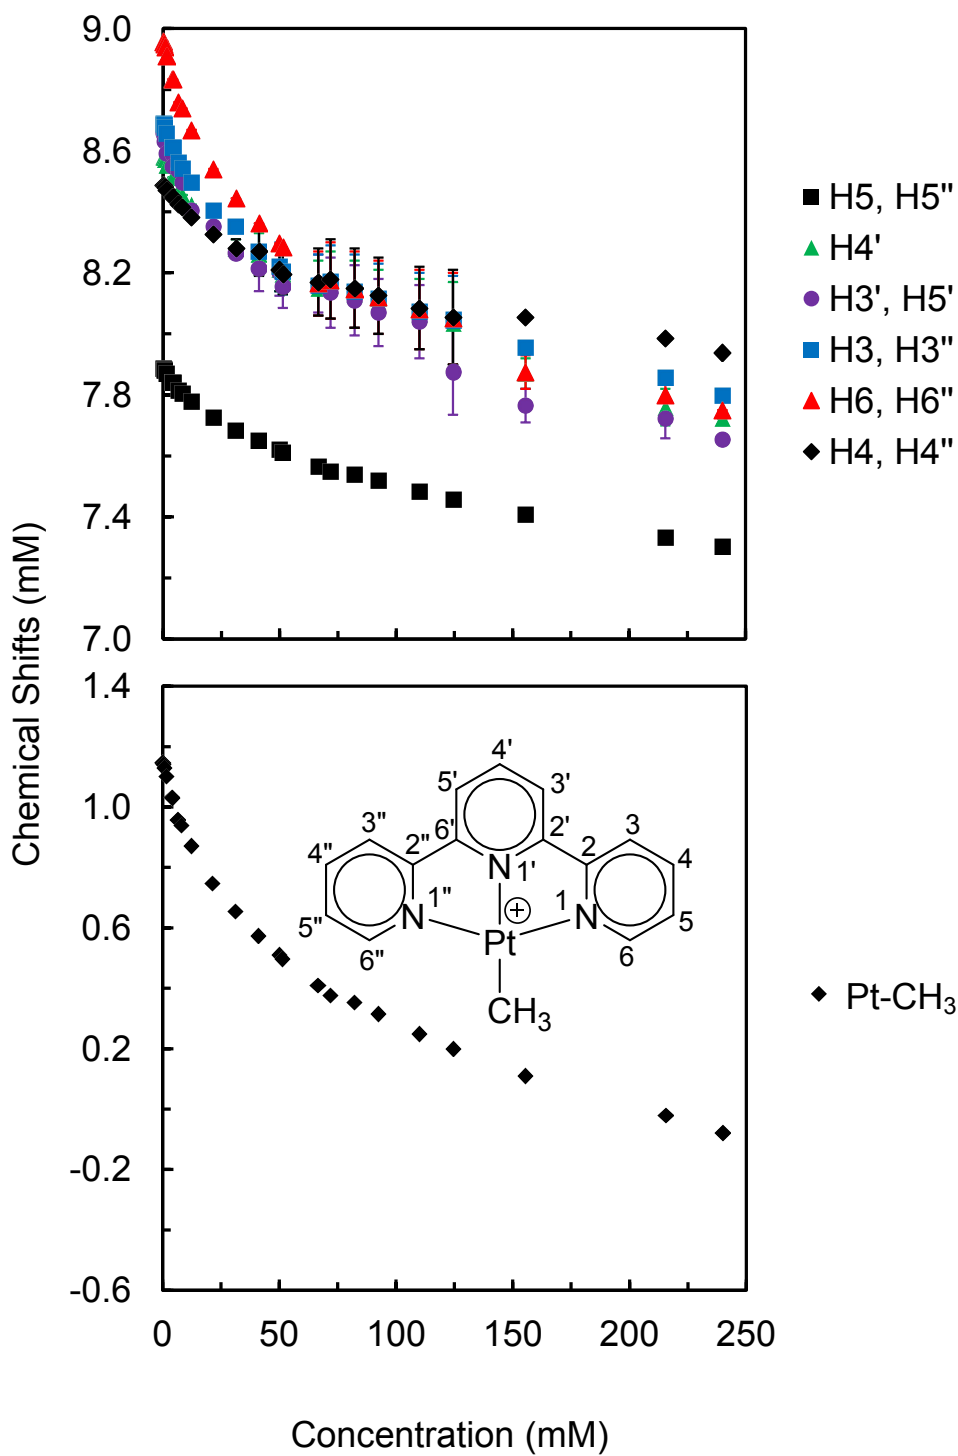 Chemical Shifts (mM)
9.0
8.6
8.2
7.8
7.4
7.0
H5, H5"
H4'
H3', H5'
H3, H3"
H6, H6"
H4, H4"
1.4
1.0
0.6
0.2
-0.2
-0.6
4'
5'
3'
3"
6'
2'
3
4"
2"
2
4
N
1'
1"
1
5"
N
N
5
6"
Pt
+
6
CH₃
Pt-CH₃
0
50
100
150
200
250
Concentration (mM)